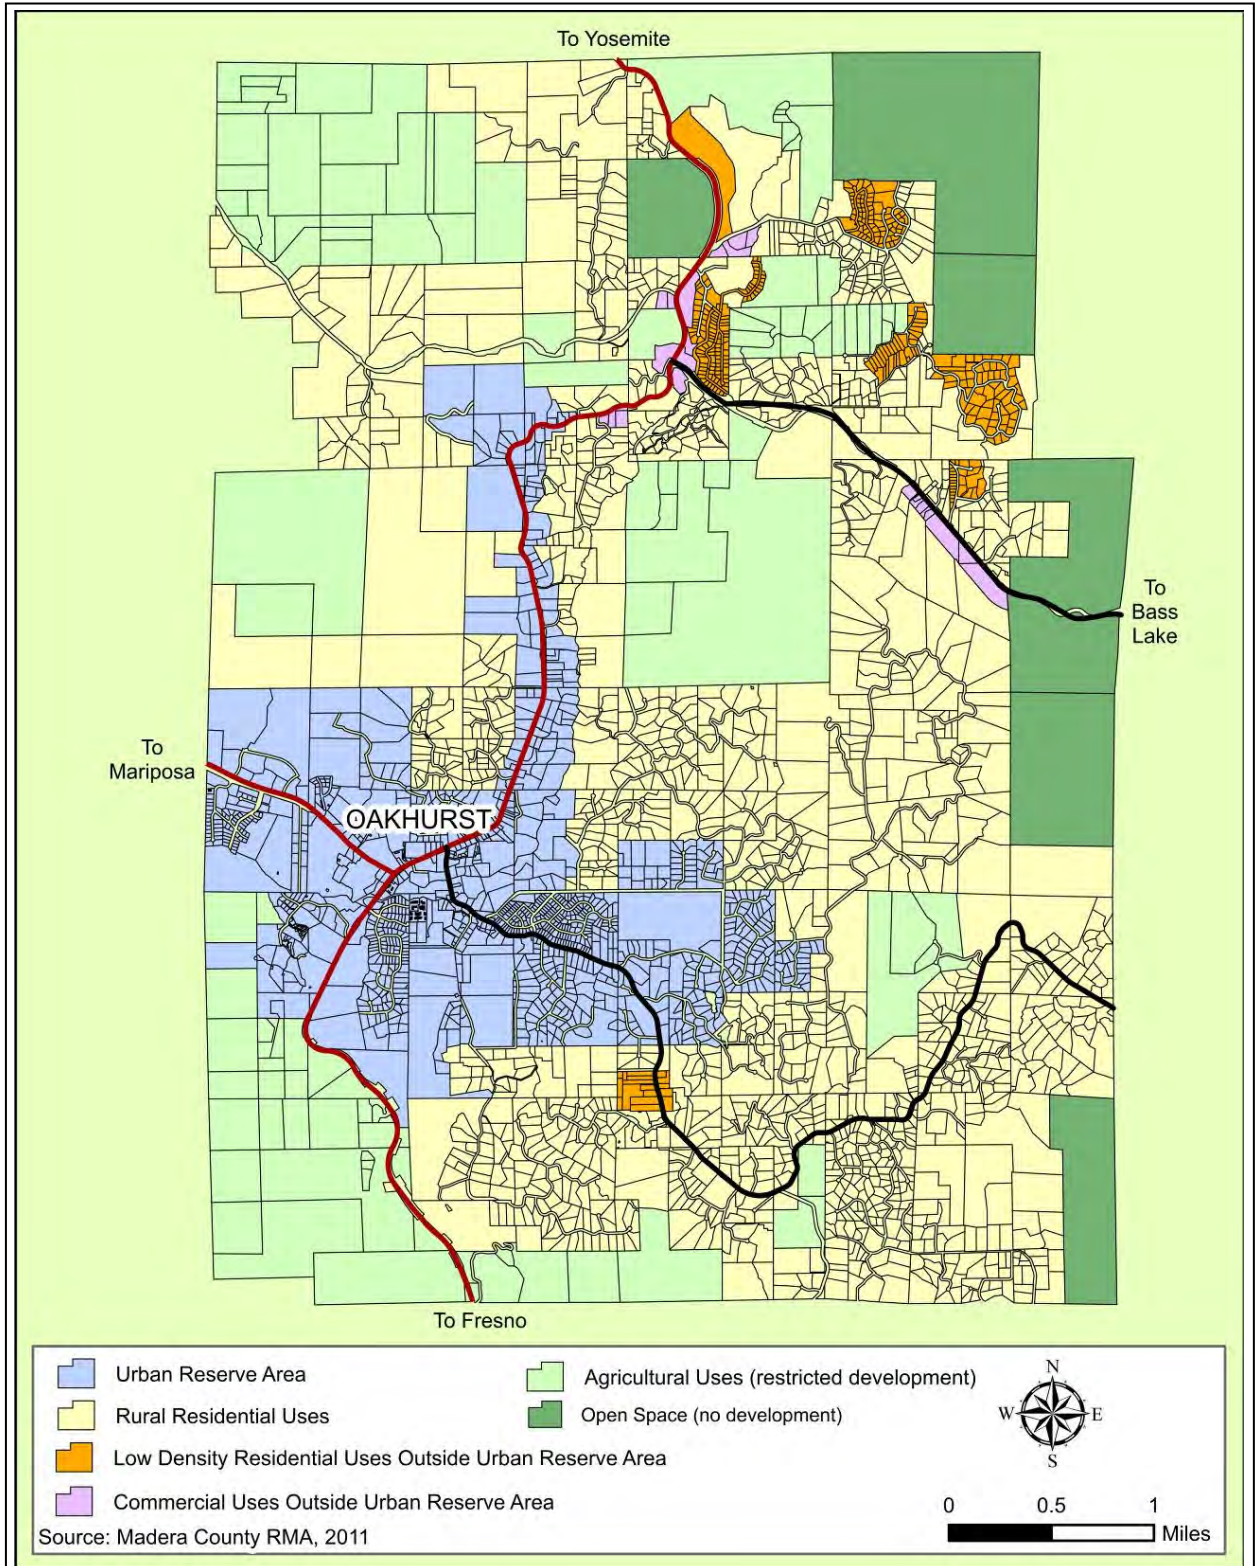 To Yosemite
To
Bass
Lake
To
Mariposa
OAKHURST
To Fresno
Urban Reserve Area
Rural Residential Uses
Low Density Residential Uses Outside Urban Reserve Area
Commercial Uses Outside Urban Reserve Area
Agricultural Uses (restricted development)
Open Space (no development)
N
W
E
S
0 0.5 1
Miles
Source: Madera County RMA, 2011